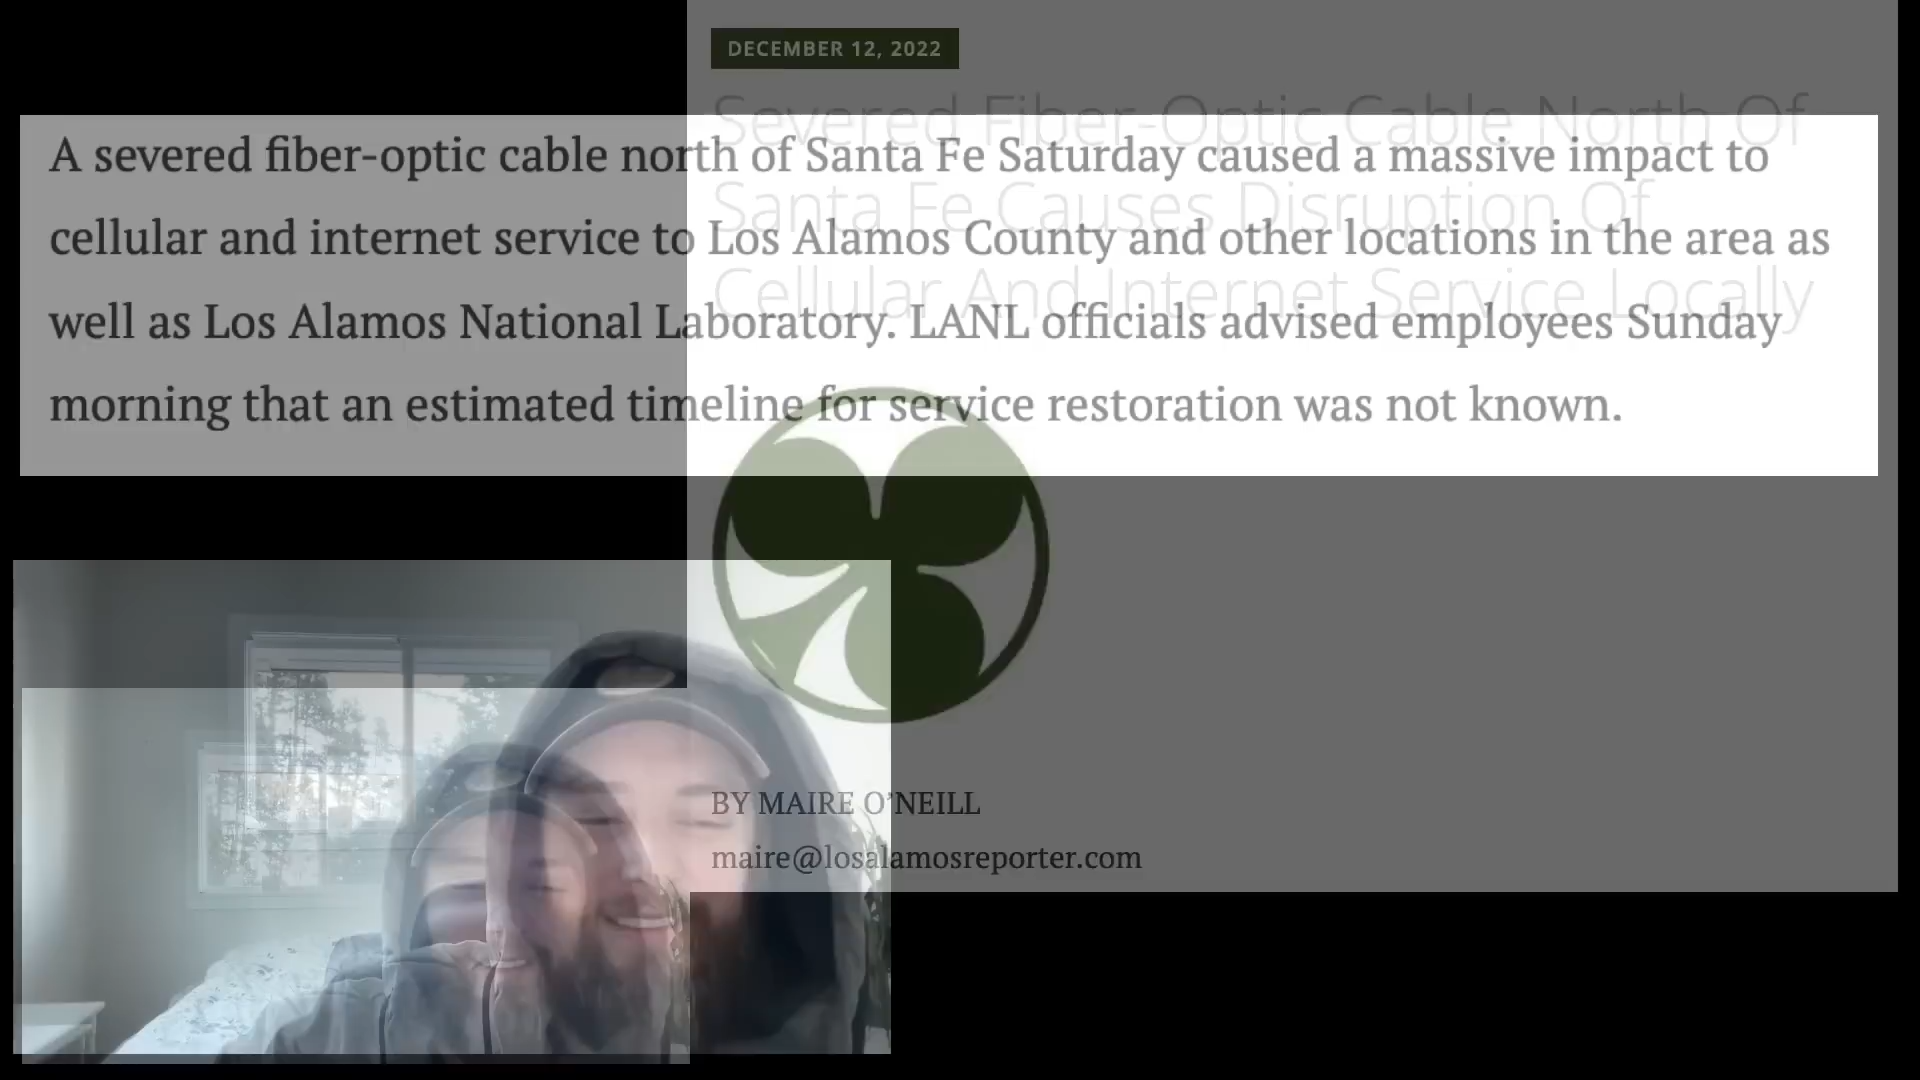 DECEMBER 12, 2022
Severed Fiber-Optic Cable North Of
Santa Fe Causes Disruption Of
Cellular And Internet Service Locally
A severed fiber-optic cable north of Santa Fe Saturday caused a massive impact to
cellular and internet service to Los Alamos County and other locations in the area as
well as Los Alamos National Laboratory. LANL officials advised employees Sunday
morning that an estimated timeline for service restoration was not known.
BY MAIRE O’NEILL
maire@losalamosreporter.com